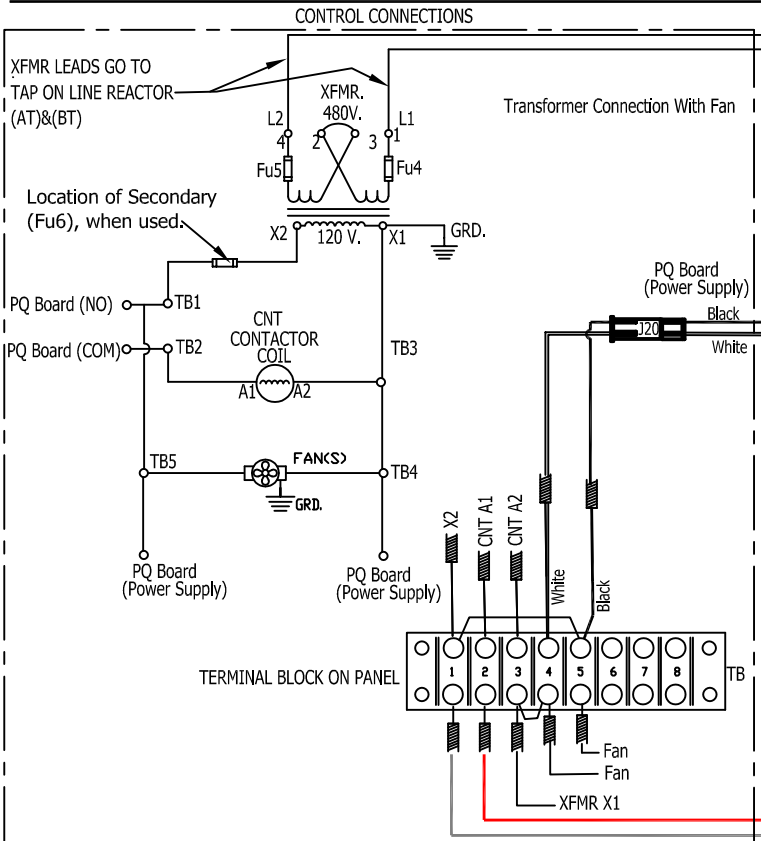 CONTROL CONNECTIONS
XFMR LEADS GO TO
TAP ON LINE REACTOR
(AT)&(BT)
XFMR.
480V.
Transformer Connection With Fan
L2
L1
4
2
3
1
Fu5
Fu4
Location of Secondary
(Fu6), when used.
X2
120 V.
X1
GRD.
PQ Board
(Power Supply)
PQ Board (NO)
TB1
Black
J20
White
CNT
CONTACTOR
COIL
PQ Board (COM)
TB2
TB3
A1
A2
TB5
FAN(S)
TB4
GRD.
X2
CNT A1
CNT A2
PQ Board
(Power Supply)
PQ Board
(Power Supply)
White
Black
TERMINAL BLOCK ON PANEL
1
2
3
4
5
6
7
8
TB
Fan
Fan
XFMR X1